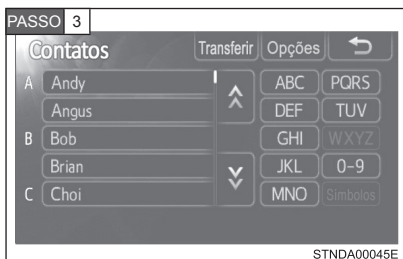 PASSO 3
Contatos Transferir Opções
A Andy ABC PQRS
Angus DEF TUV
B Bob GHI WXYZ
Brian JKL 0-9
C Choi MNO Símbolos
STNDA00045E